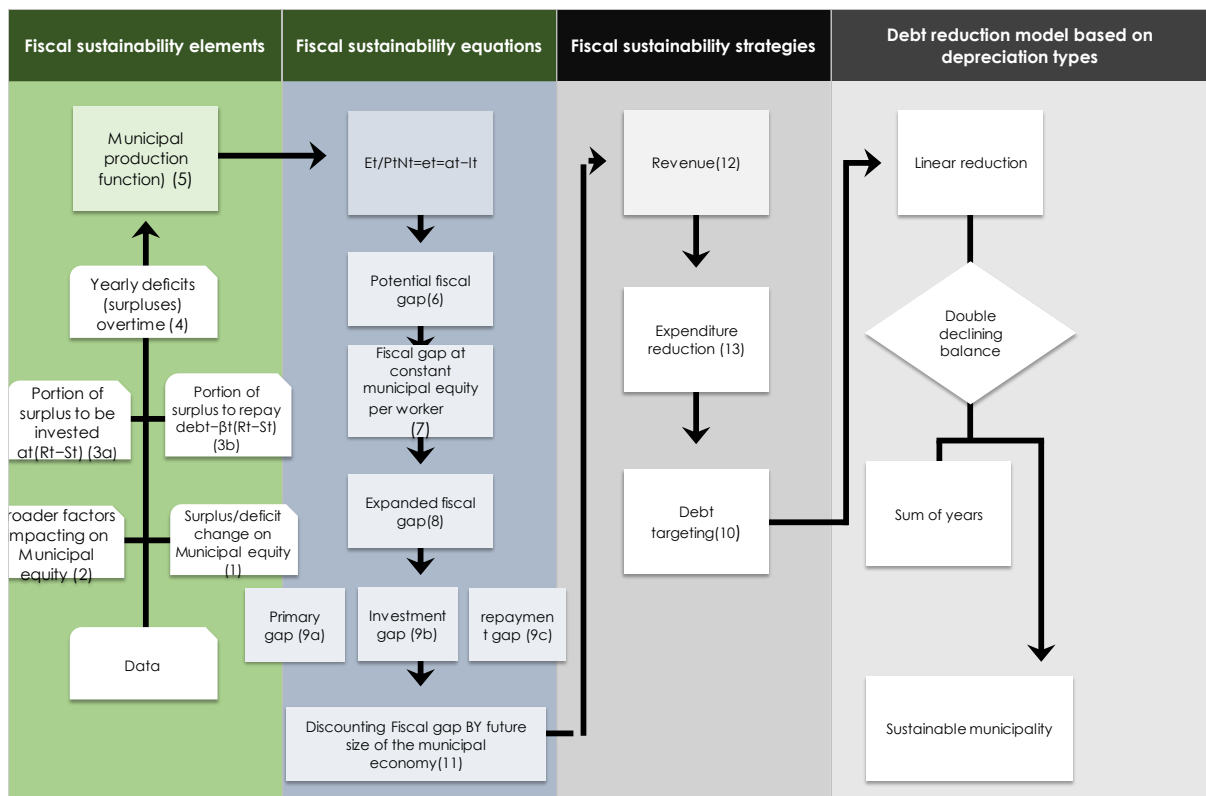 Fiscal sustainability elements
Fiscal sustainability equations
Fiscal sustainability strategies
Debt reduction model based on
depreciation types
Municipal
production
function) (5)
Yearly deficits
(surpluses)
overtime (4)
Portion of
surplus to be
invested
at(Rt−St) (3a)
Portion of
surplus to repay
debt−βt(Rt−St)
(3b)
roader factors
mpacting on
Municipal
equity (2)
Surplus/deficit
change on
Municipal equity
(1)
Data
Et/PtNt=et=at−lt
Potential fiscal
gap(6)
Fiscal gap at
constant
municipal equity
per worker
(7)
Expanded fiscal
gap(8)
Primary
gap (9a)
Investment
gap (9b)
repaymen
t gap (9c)
Discounting Fiscal gap BY future
size of the municipal
economy(11)
Revenue(12)
Expenditure
reduction (13)
Debt
targeting(10)
Linear reduction
Double
declining
balance
Sum of years
Sustainable municipality